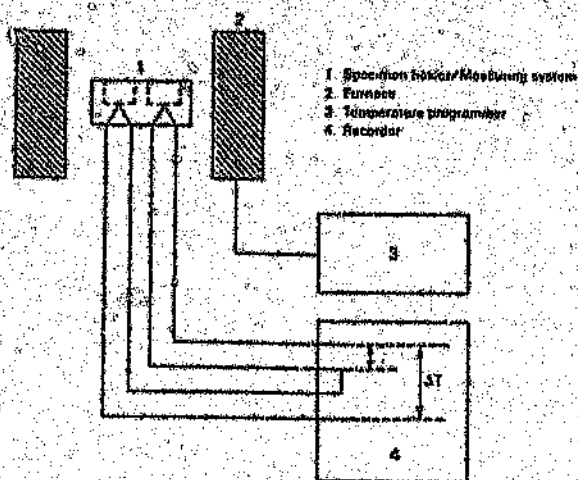 2
1
1 Specimen holder/Measuring system
2 Furnace
3 Temperature programmer
4 Recorder
3
ΔT
4